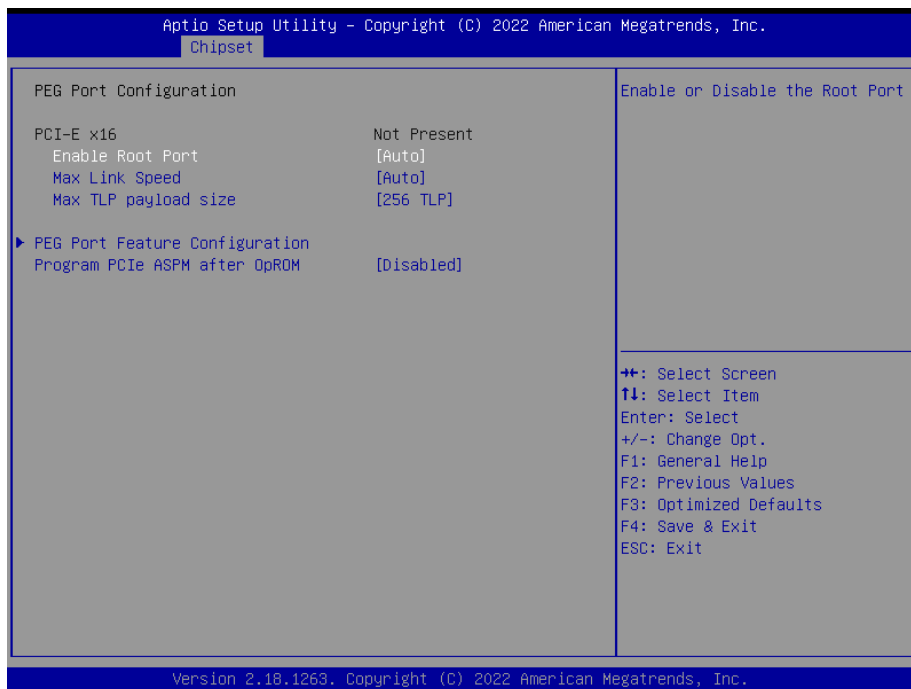 Aptio Setup Utility – Copyright (C) 2022 American Megatrends, Inc.
Chipset
PEG Port Configuration
PCI-E x16 Not Present
Enable Root Port [Auto]
Max Link Speed [Auto]
Max TLP payload size [256 TLP]
PEG Port Feature Configuration
Program PCIe ASPM after OpROM [Disabled]
Enable or Disable the Root Port
→←: Select Screen
↑↓: Select Item
Enter: Select
+/-: Change Opt.
F1: General Help
F2: Previous Values
F3: Optimized Defaults
F4: Save & Exit
ESC: Exit
Version 2.18.1263. Copyright (C) 2022 American Megatrends, Inc.